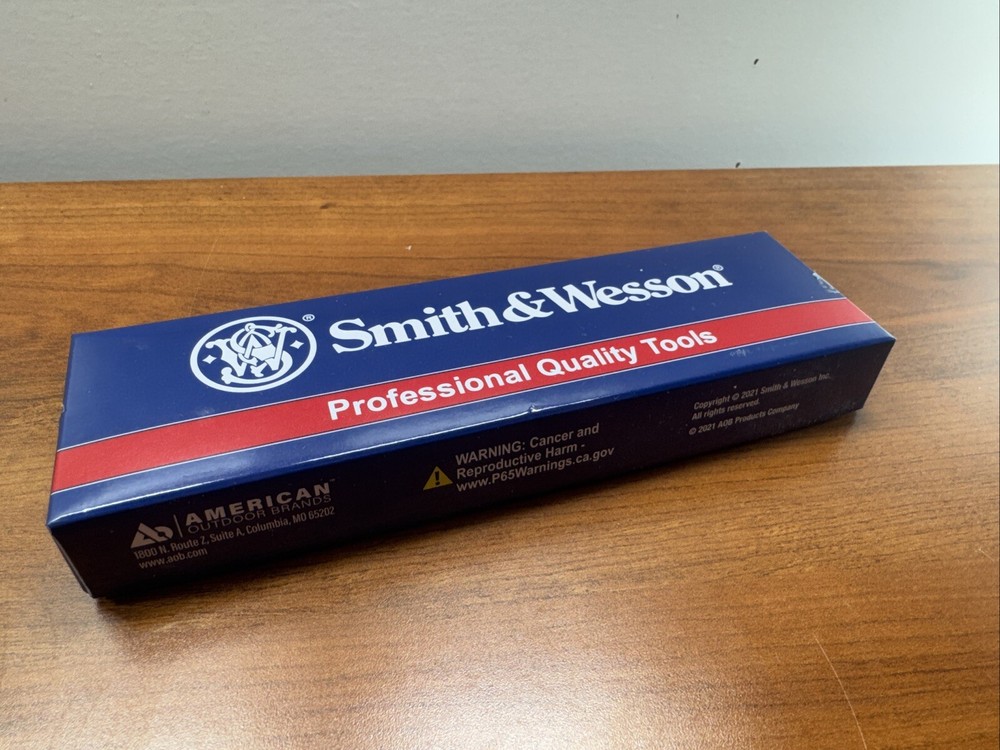 Smith & Wesson®
Professional Quality Tools
AMERICAN
OUTDOOR BRANDS™
1800 N. Route Z, Suite A, Columbia, MO 65202
www.aob.com
WARNING: Cancer and
Reproductive Harm -
www.P65Warnings.ca.gov
Copyright © 2021 Smith & Wesson Inc.
All rights reserved.
© 2021 AOB Products Company